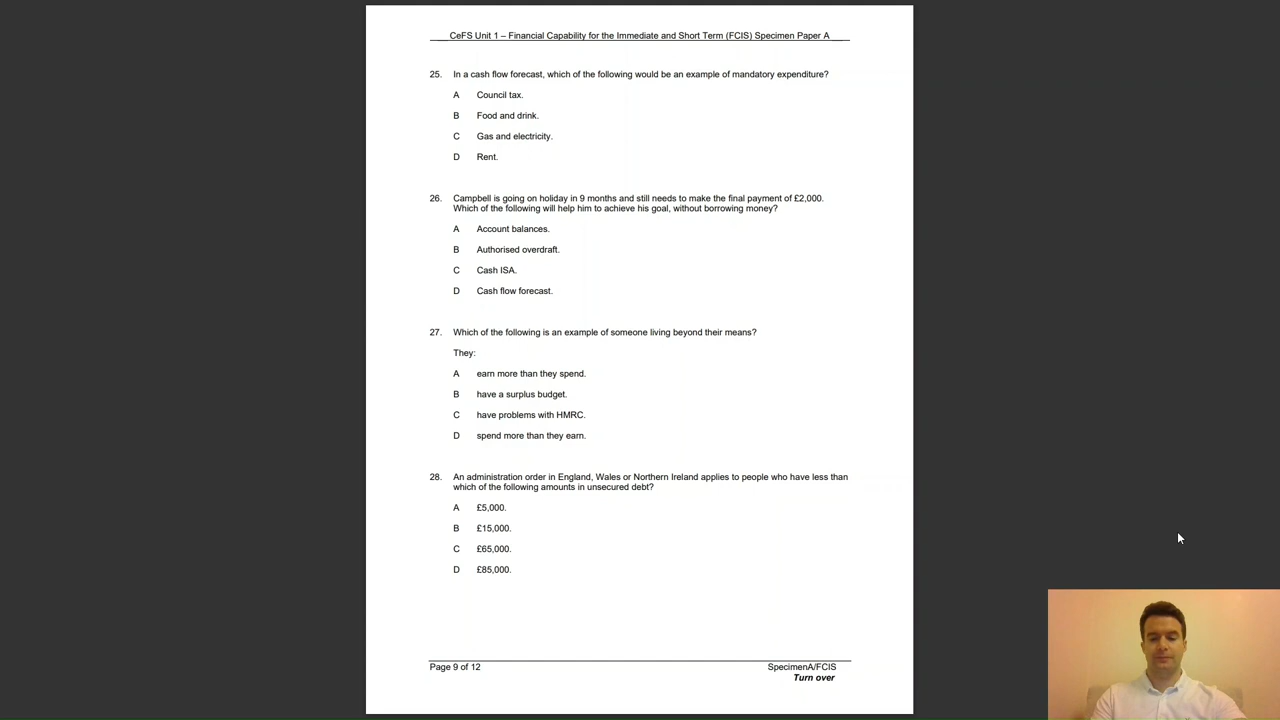 CeFS Unit 1 – Financial Capability for the Immediate and Short Term (FCIS) Specimen Paper A
25. In a cash flow forecast, which of the following would be an example of mandatory expenditure?
A Council tax.
B Food and drink.
C Gas and electricity.
D Rent.
26. Campbell is going on holiday in 9 months and still needs to make the final payment of £2,000.
Which of the following will help him to achieve his goal, without borrowing money?
A Account balances.
B Authorised overdraft.
C Cash ISA.
D Cash flow forecast.
27. Which of the following is an example of someone living beyond their means?
They:
A earn more than they spend.
B have a surplus budget.
C have problems with HMRC.
D spend more than they earn.
28. An administration order in England, Wales or Northern Ireland applies to people who have less than
which of the following amounts in unsecured debt?
A £5,000.
B £15,000.
C £65,000.
D £85,000.
Page 9 of 12 SpecimenA/FCIS
Turn over